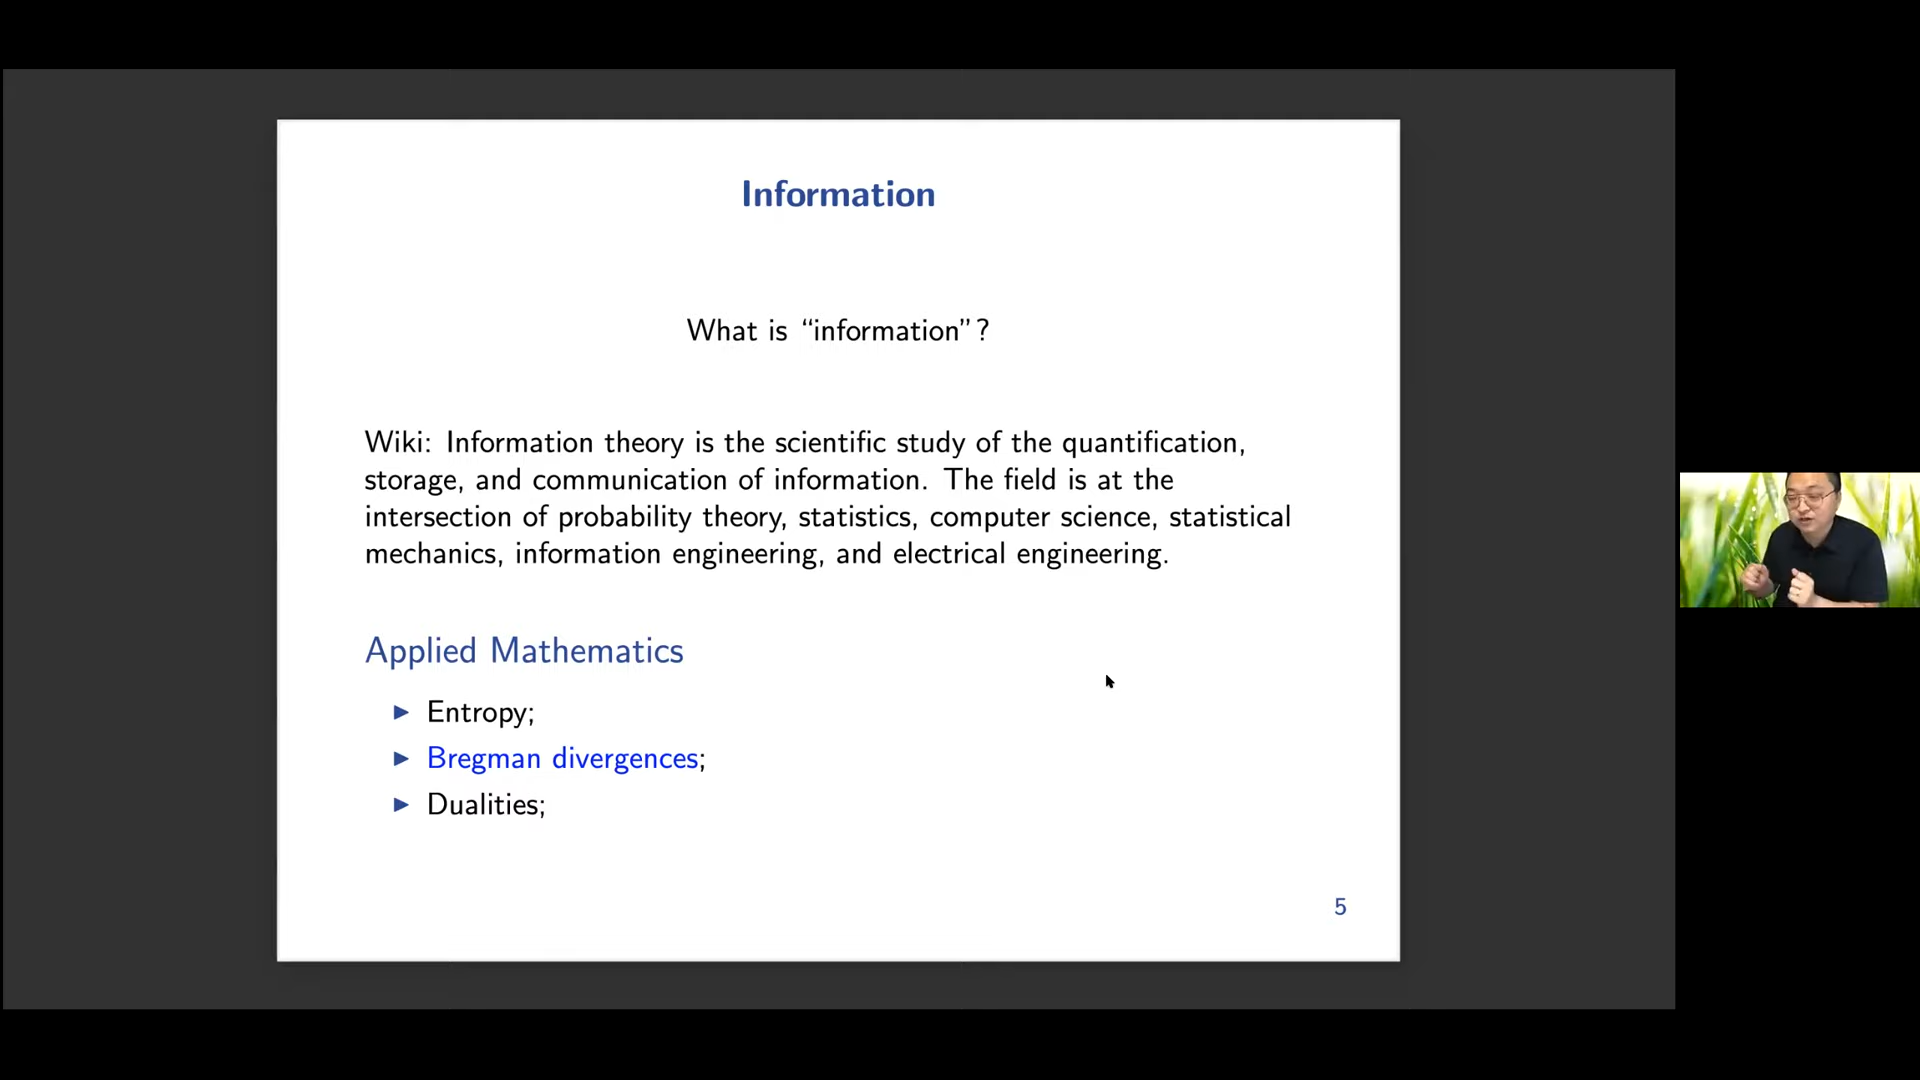 Information
What is “information”?
Wiki: Information theory is the scientific study of the quantification,
storage, and communication of information. The field is at the
intersection of probability theory, statistics, computer science, statistical
mechanics, information engineering, and electrical engineering.
Applied Mathematics
▶ Entropy;
▶ Bregman divergences;
▶ Dualities;
5